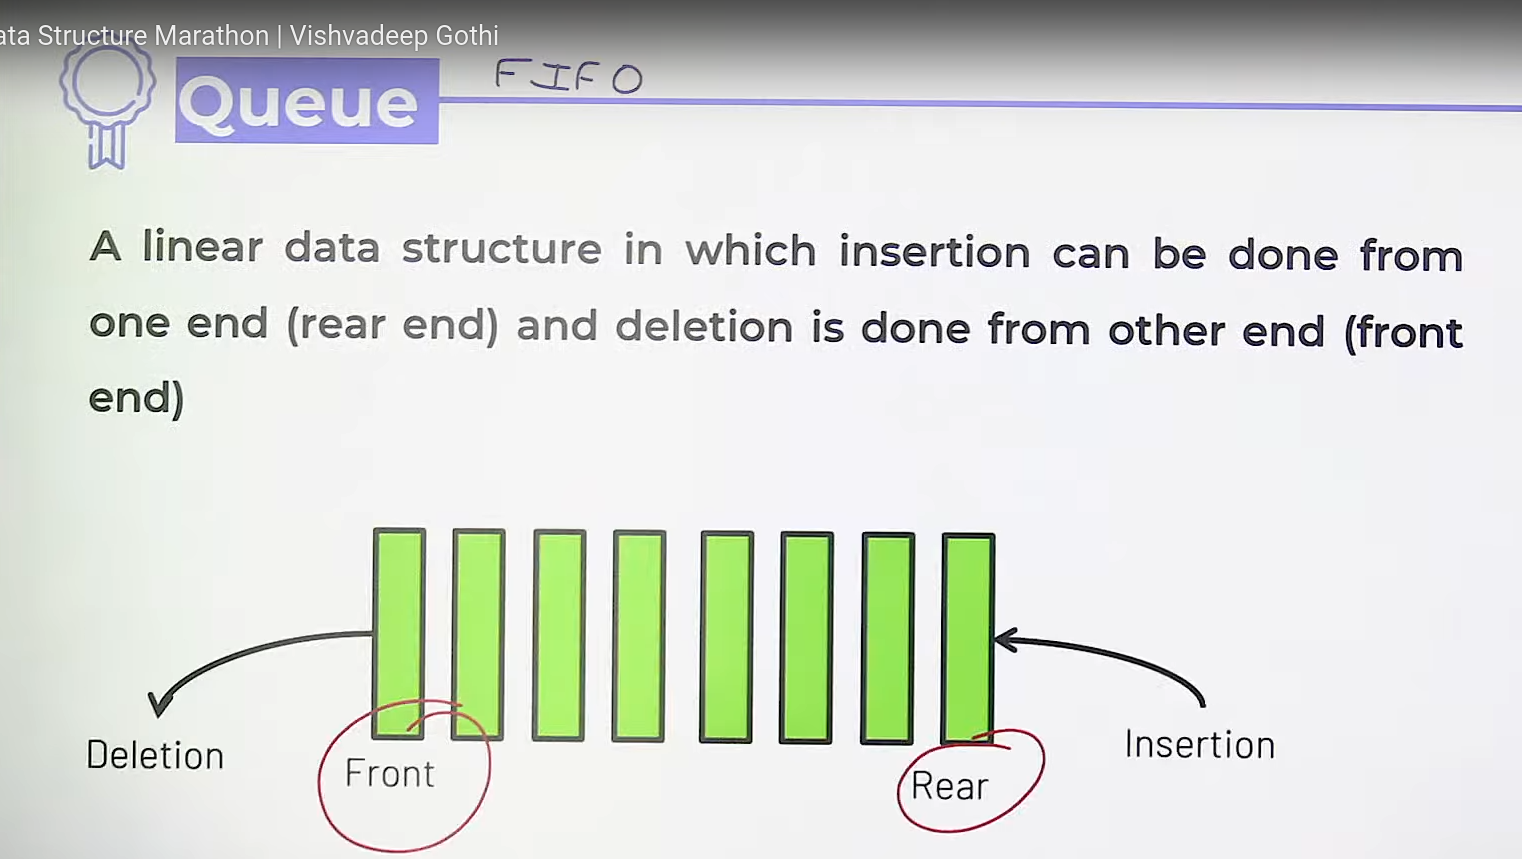 ata Structure Marathon | Vishvadeep Gothi
Queue
FIFO
A linear data structure in which insertion can be done from
one end (rear end) and deletion is done from other end (front
end)
Deletion
Front
Rear
Insertion